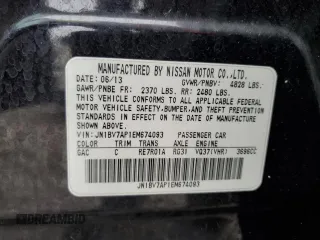 MANUFACTURED BY NISSAN MOTOR CO.,LTD.
DATE: 06/13 GVWR/PNBV: 4828 LBS.
GAWR/PNBE FR: 2370 LBS. RR: 2480 LBS.
THIS VEHICLE CONFORMS TO ALL APPLICABLE FEDERAL
MOTOR VEHICLE SAFETY, BUMPER, AND THEFT PREVENTION
STANDARDS IN EFFECT ON THE DATE OF MANUFACTURE
SHOWN ABOVE.
VIN: JN1BV7AP1EM674093 PASSENGER CAR
COLOR TRIM TRANS AXLE ENGINE
GAC C RE7R01A RG31 VQ37(VHR) 3696CC
JN1BV7AP1EM674093